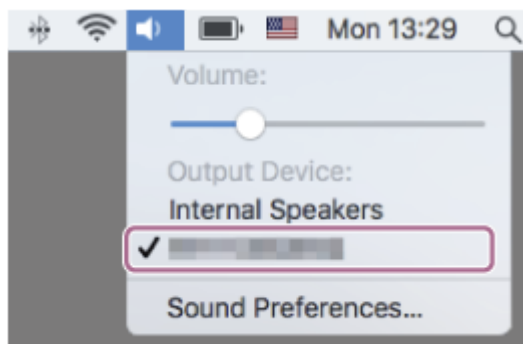 Mon 13:29
Volume:
Output Device:
Internal Speakers
Sound Preferences...